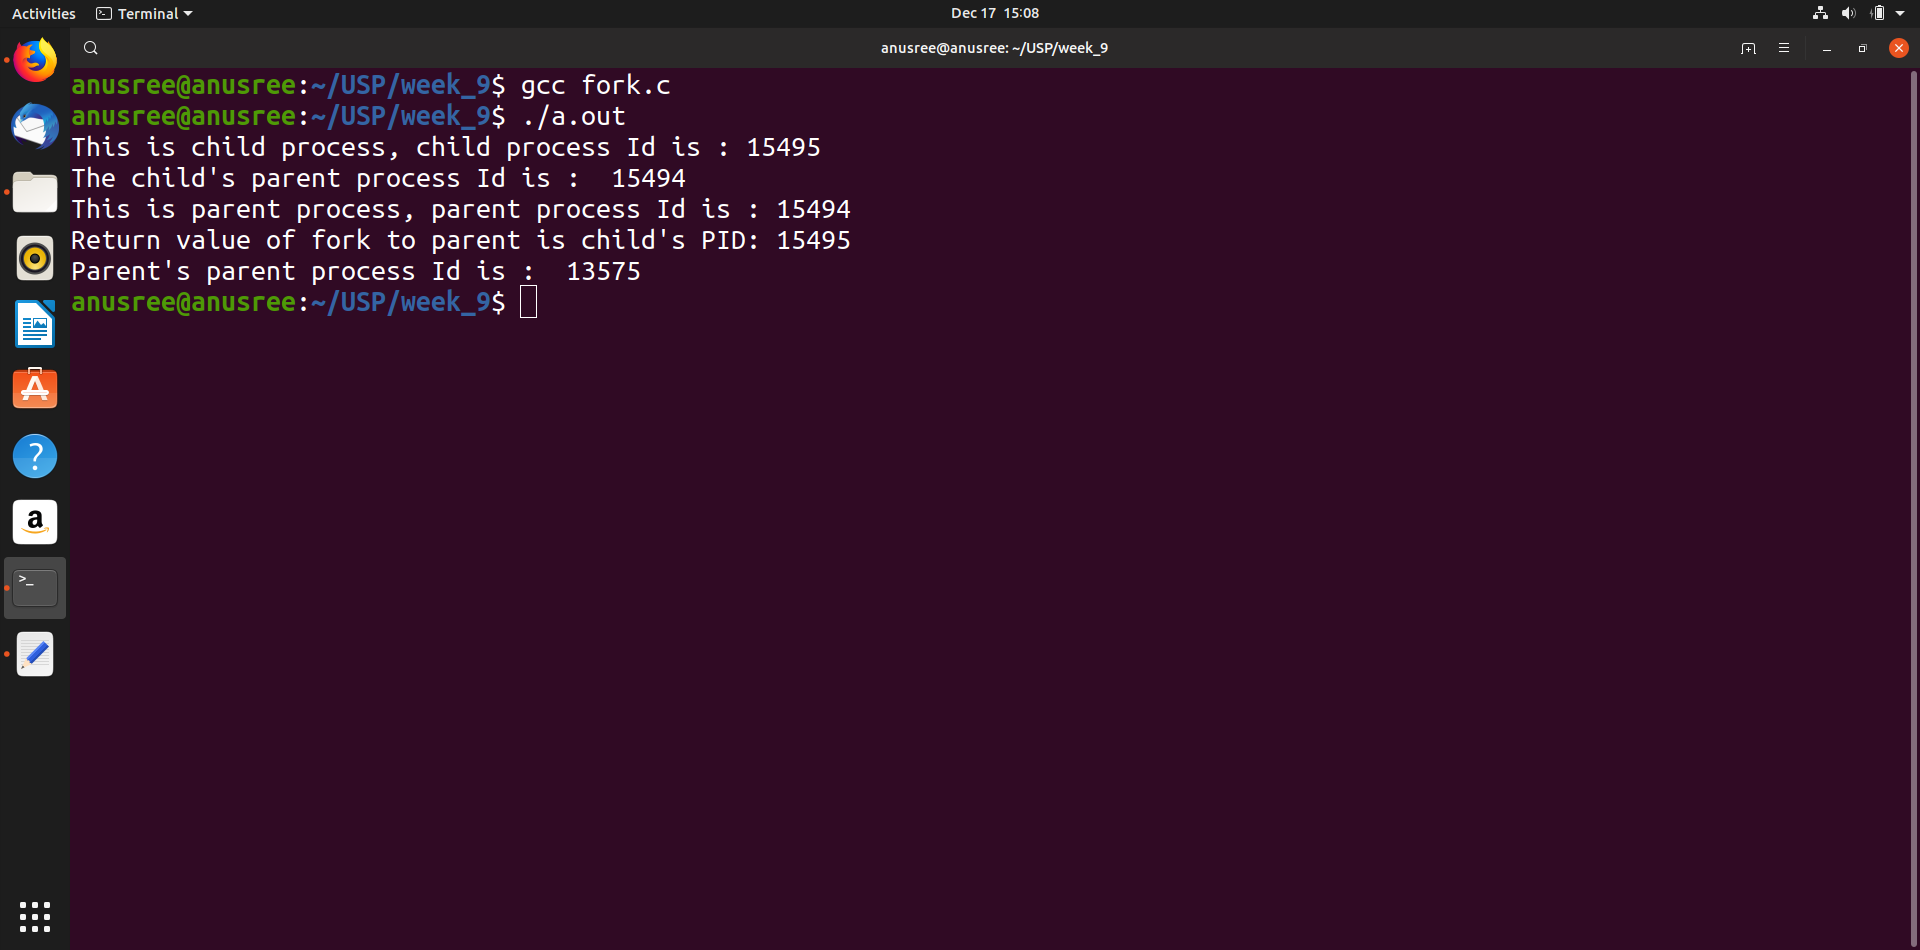 Activities Terminal Dec 17 15:08
anusree@anusree: ~/USP/week_9
anusree@anusree:~/USP/week_9$ gcc fork.c
anusree@anusree:~/USP/week_9$ ./a.out
This is child process, child process Id is : 15495
The child's parent process Id is :  15494
This is parent process, parent process Id is : 15494
Return value of fork to parent is child's PID: 15495
Parent's parent process Id is :  13575
anusree@anusree:~/USP/week_9$